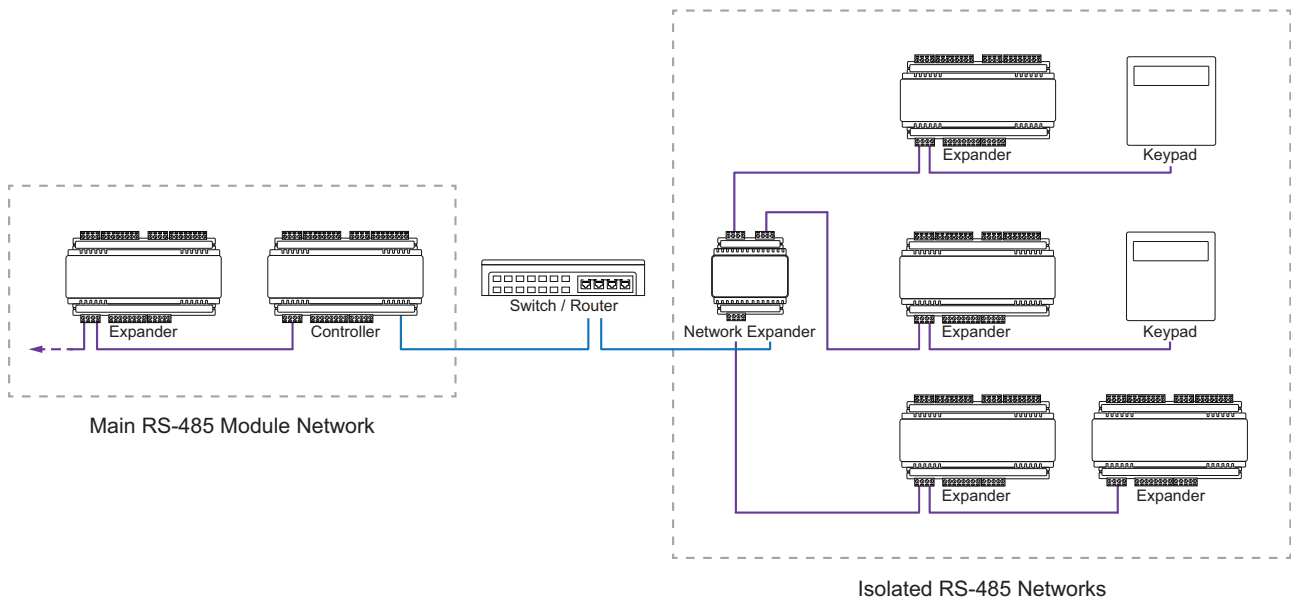 Expander
Keypad
Expander
Controller
Switch / Router
Network Expander
Expander
Keypad
Main RS-485 Module Network
Expander
Expander
Isolated RS-485 Networks